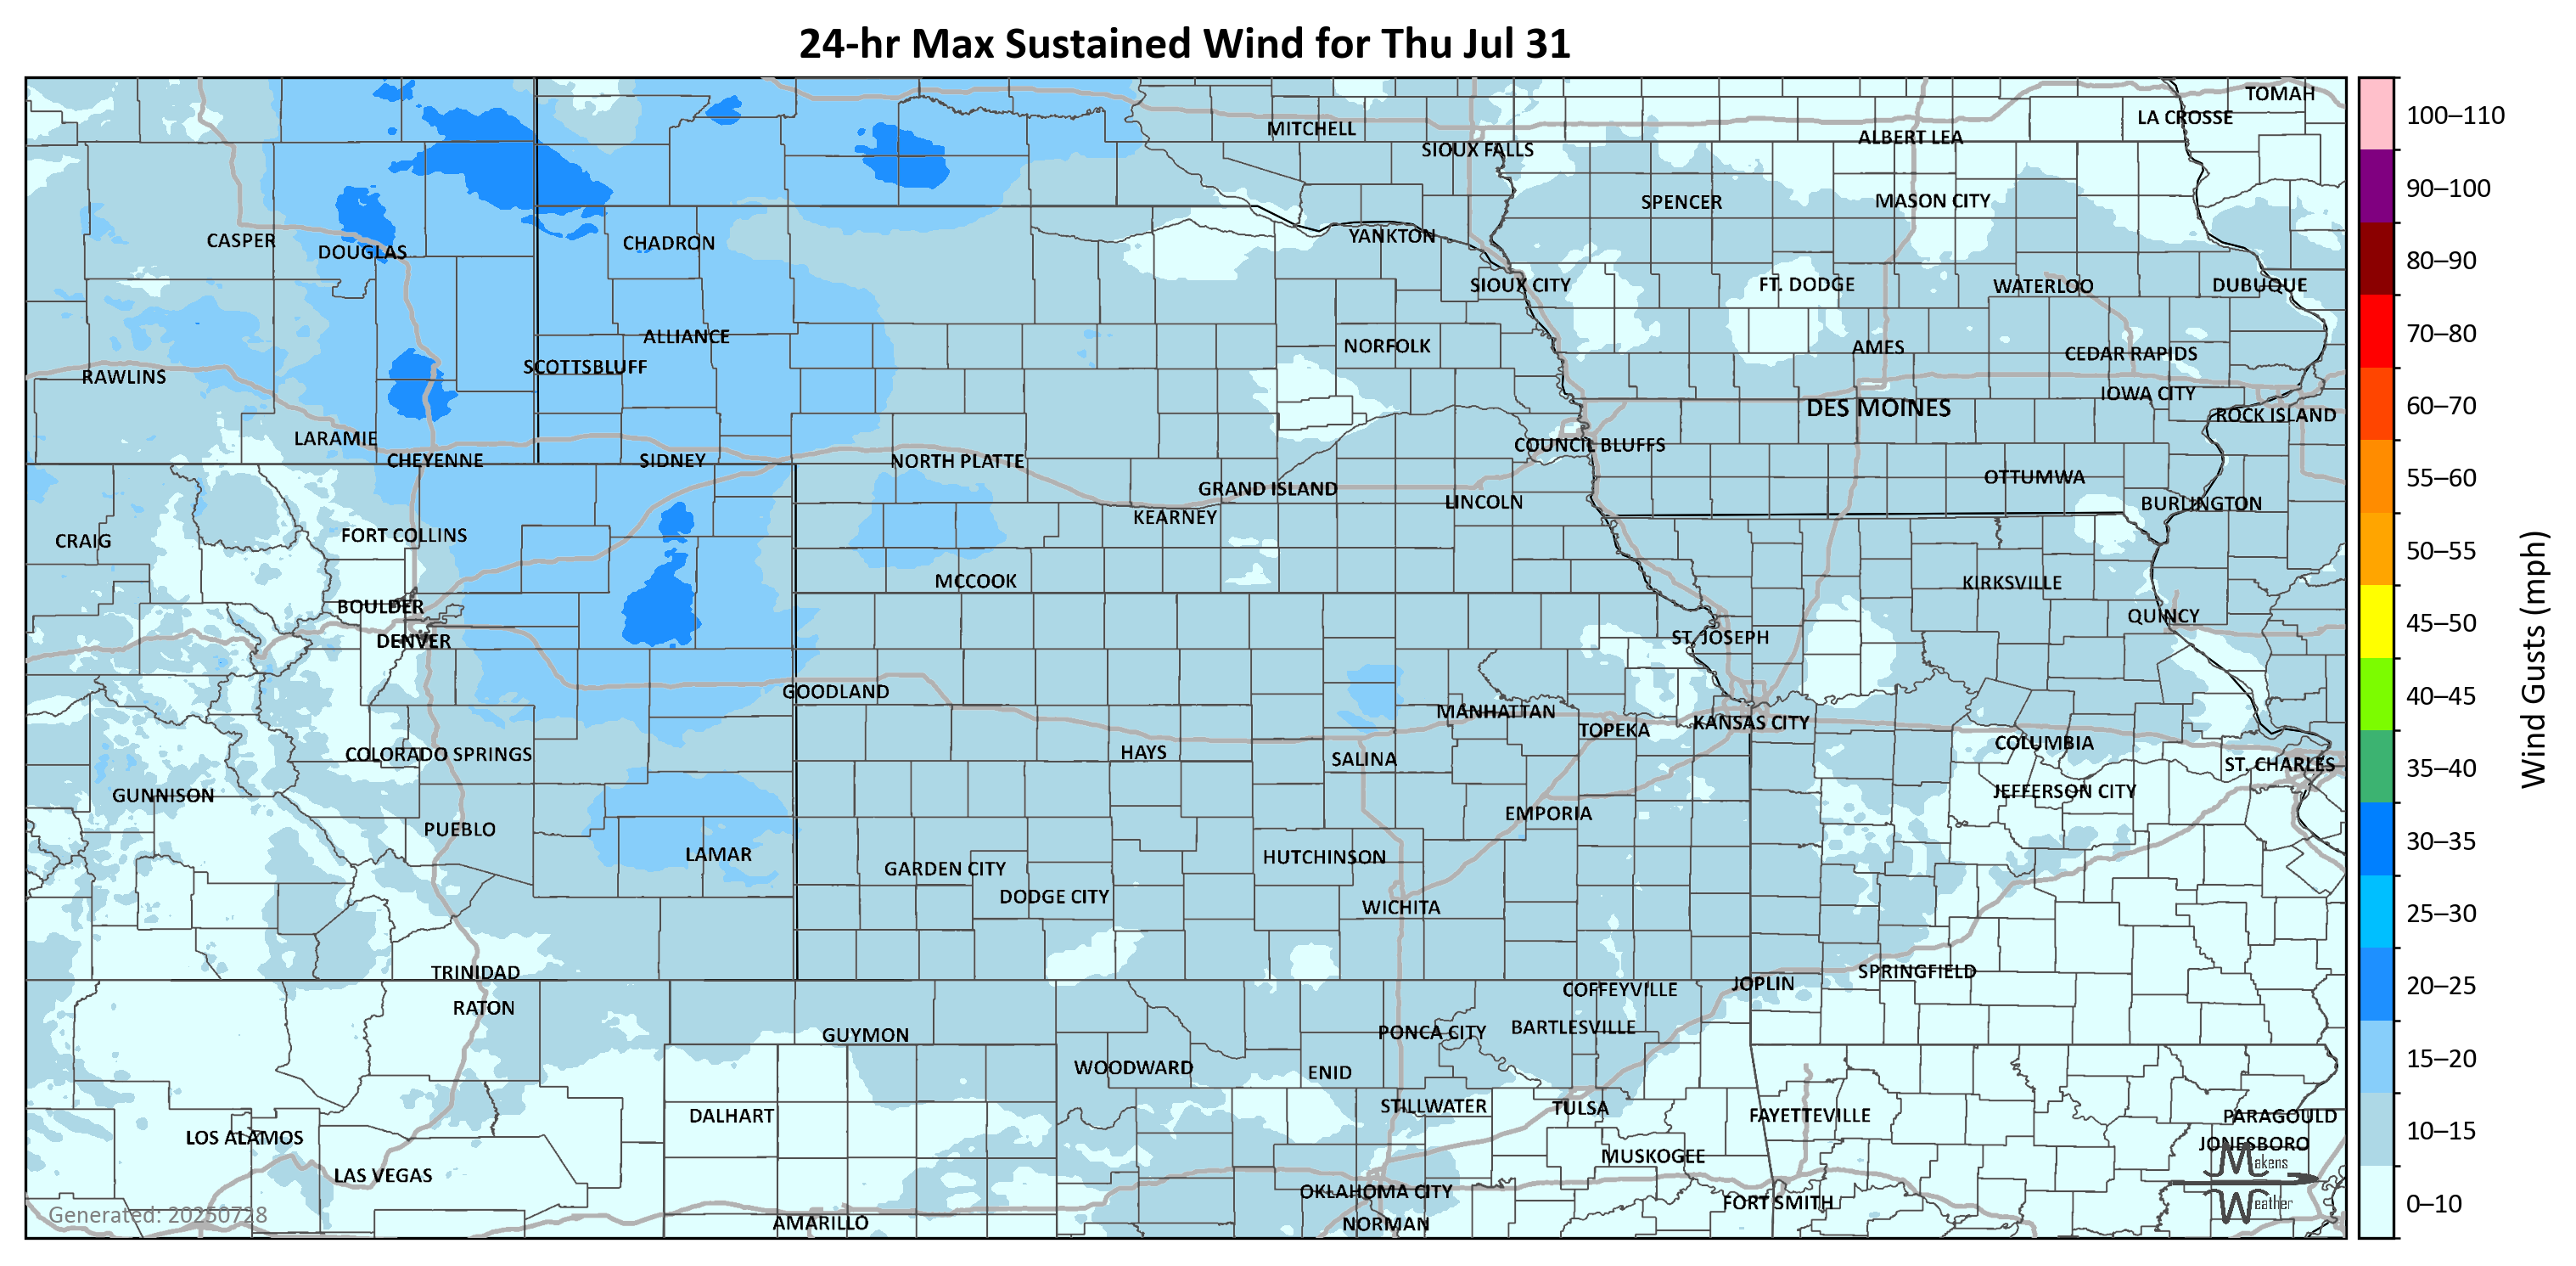 24-hr Max Sustained Wind for Thu Jul 31
TOMAH
LA CROSSE
MITCHELL
ALBERT LEA
SIOUX FALLS
SPENCER
MASON CITY
CASPER
DOUGLAS
CHADRON
YANKTON
SIOUX CITY
FT. DODGE
WATERLOO
DUBUQUE
ALLIANCE
NORFOLK
AMES
CEDAR RAPIDS
SCOTTSBLUFF
RAWLINS
IOWA CITY
DES MOINES
ROCK ISLAND
LARAMIE
COUNCIL BLUFFS
CHEYENNE
SIDNEY
NORTH PLATTE
OTTUMWA
GRAND ISLAND
LINCOLN
BURLINGTON
KEARNEY
FORT COLLINS
CRAIG
MCCOOK
KIRKSVILLE
BOULDER
QUINCY
DENVER
ST. JOSEPH
GOODLAND
MANHATTAN
KANSAS CITY
TOPEKA
COLORADO SPRINGS
HAYS
SALINA
COLUMBIA
ST. CHARLES
GUNNISON
JEFFERSON CITY
EMPORIA
PUEBLO
LAMAR
HUTCHINSON
GARDEN CITY
DODGE CITY
WICHITA
TRINIDAD
SPRINGFIELD
JOPLIN
COFFEYVILLE
RATON
BARTLESVILLE
GUYMON
PONCA CITY
WOODWARD
ENID
STILLWATER
TULSA
DALHART
FAYETTEVILLE
PARAGOULD
LOS ALAMOS
JONESBORO
MUSKOGEE
LAS VEGAS
OKLAHOMA CITY
FORT SMITH
AMARILLO
NORMAN
Generated: 20250728
Makens
Weather
100–110
90–100
80–90
70–80
60–70
55–60
50–55
45–50
40–45
35–40
30–35
25–30
20–25
15–20
10–15
0–10
Wind Gusts (mph)